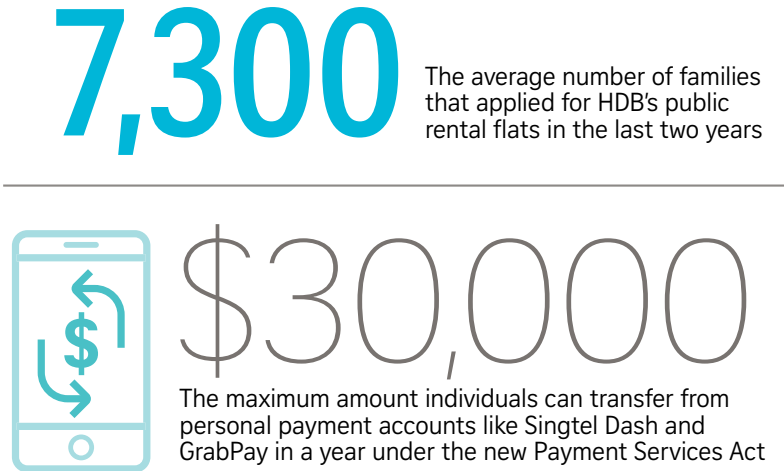 7,300
The average number of families
that applied for HDB's public
rental flats in the last two years
$
$30,000
The maximum amount individuals can transfer from
personal payment accounts like Singtel Dash and
GrabPay in a year under the new Payment Services Act